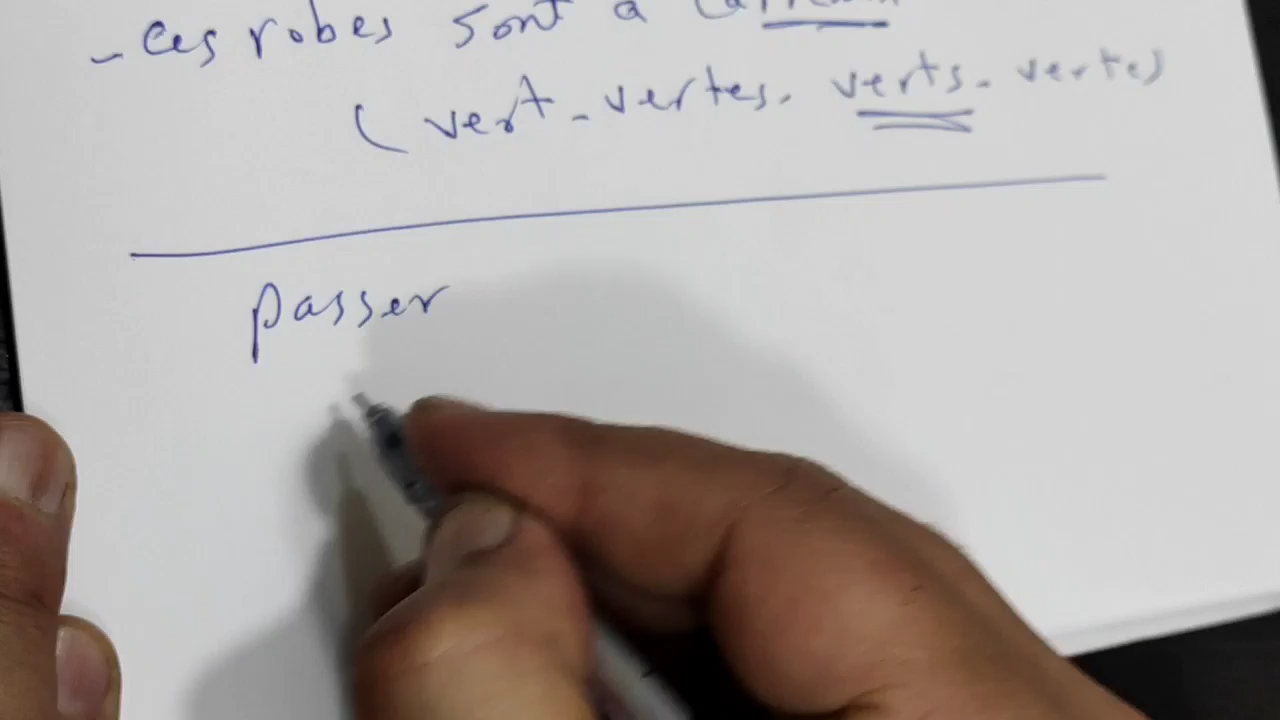 - Ces robes sont à
(vert - vertes. verts - vertes)
passer